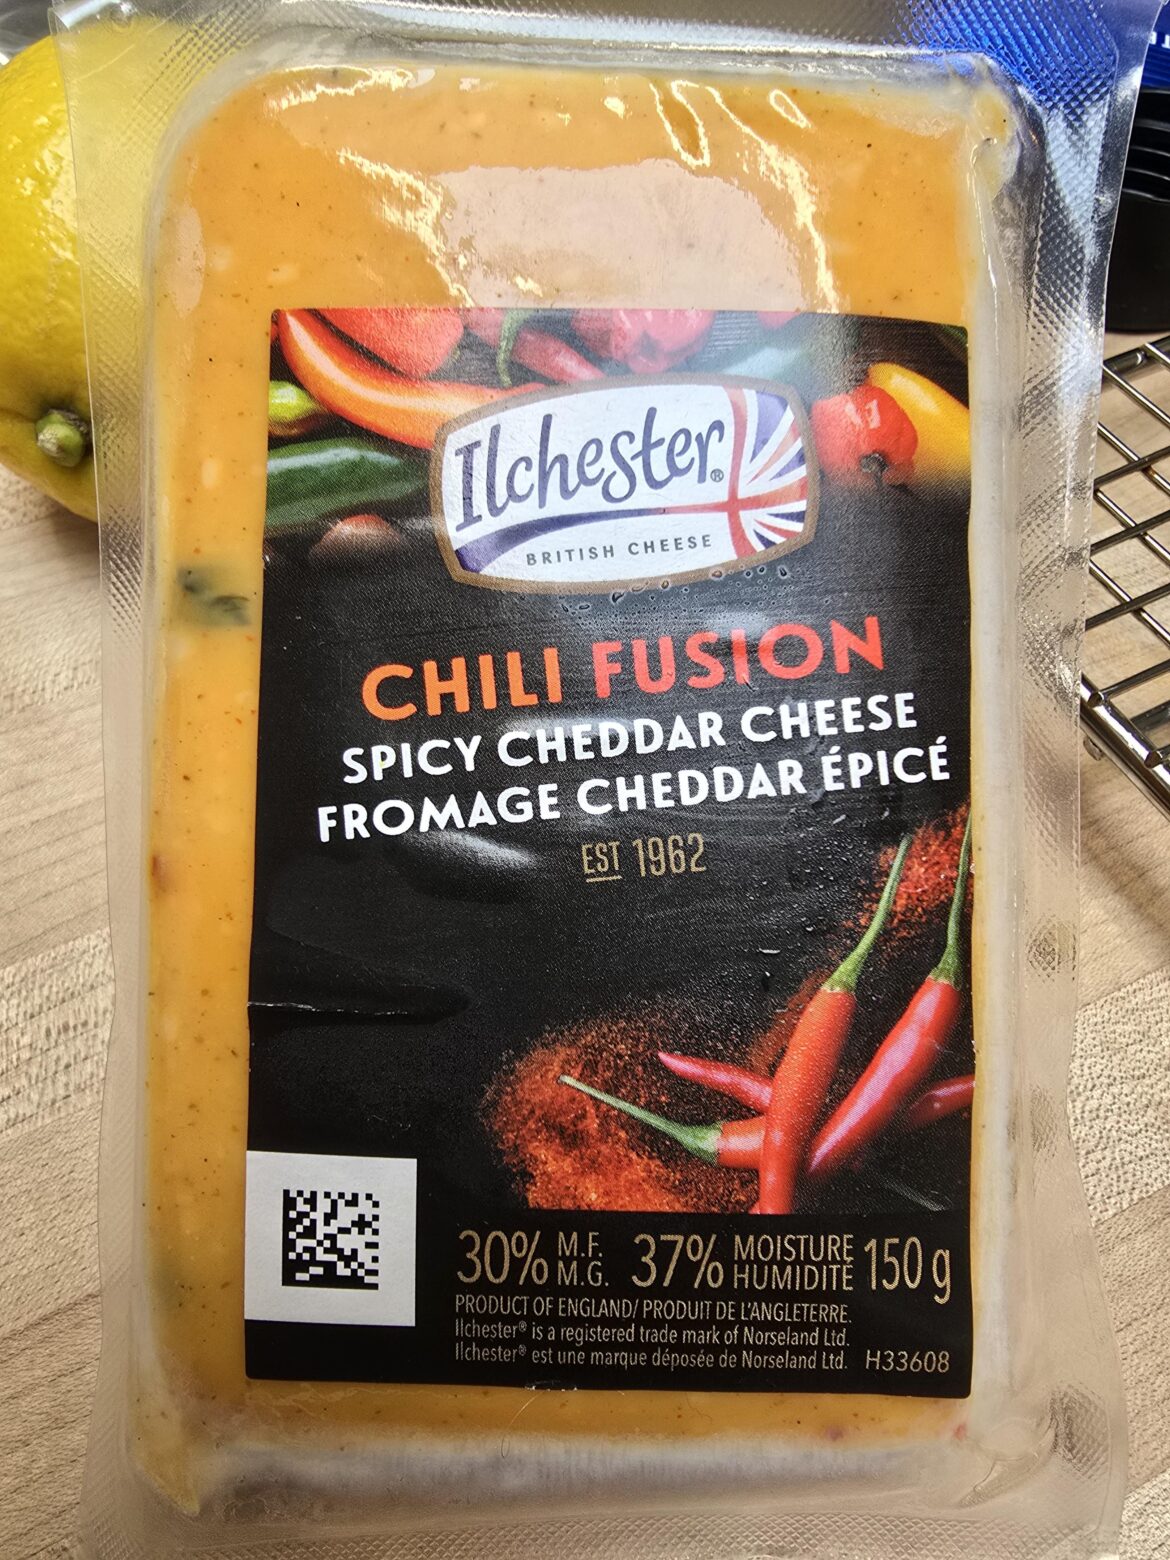 Ilchester®
BRITISH CHEESE
CHILI FUSION
SPICY CHEDDAR CHEESE
FROMAGE CHEDDAR ÉPICÉ
EST 1962
30% M.F. 37% MOISTURE 150 g
M.G. HUMIDITÉ
PRODUCT OF ENGLAND/ PRODUIT DE L'ANGLETERRE.
Ilchester® is a registered trade mark of Norseland Ltd.
Ilchester® est une marque déposée de Norseland Ltd. H33608